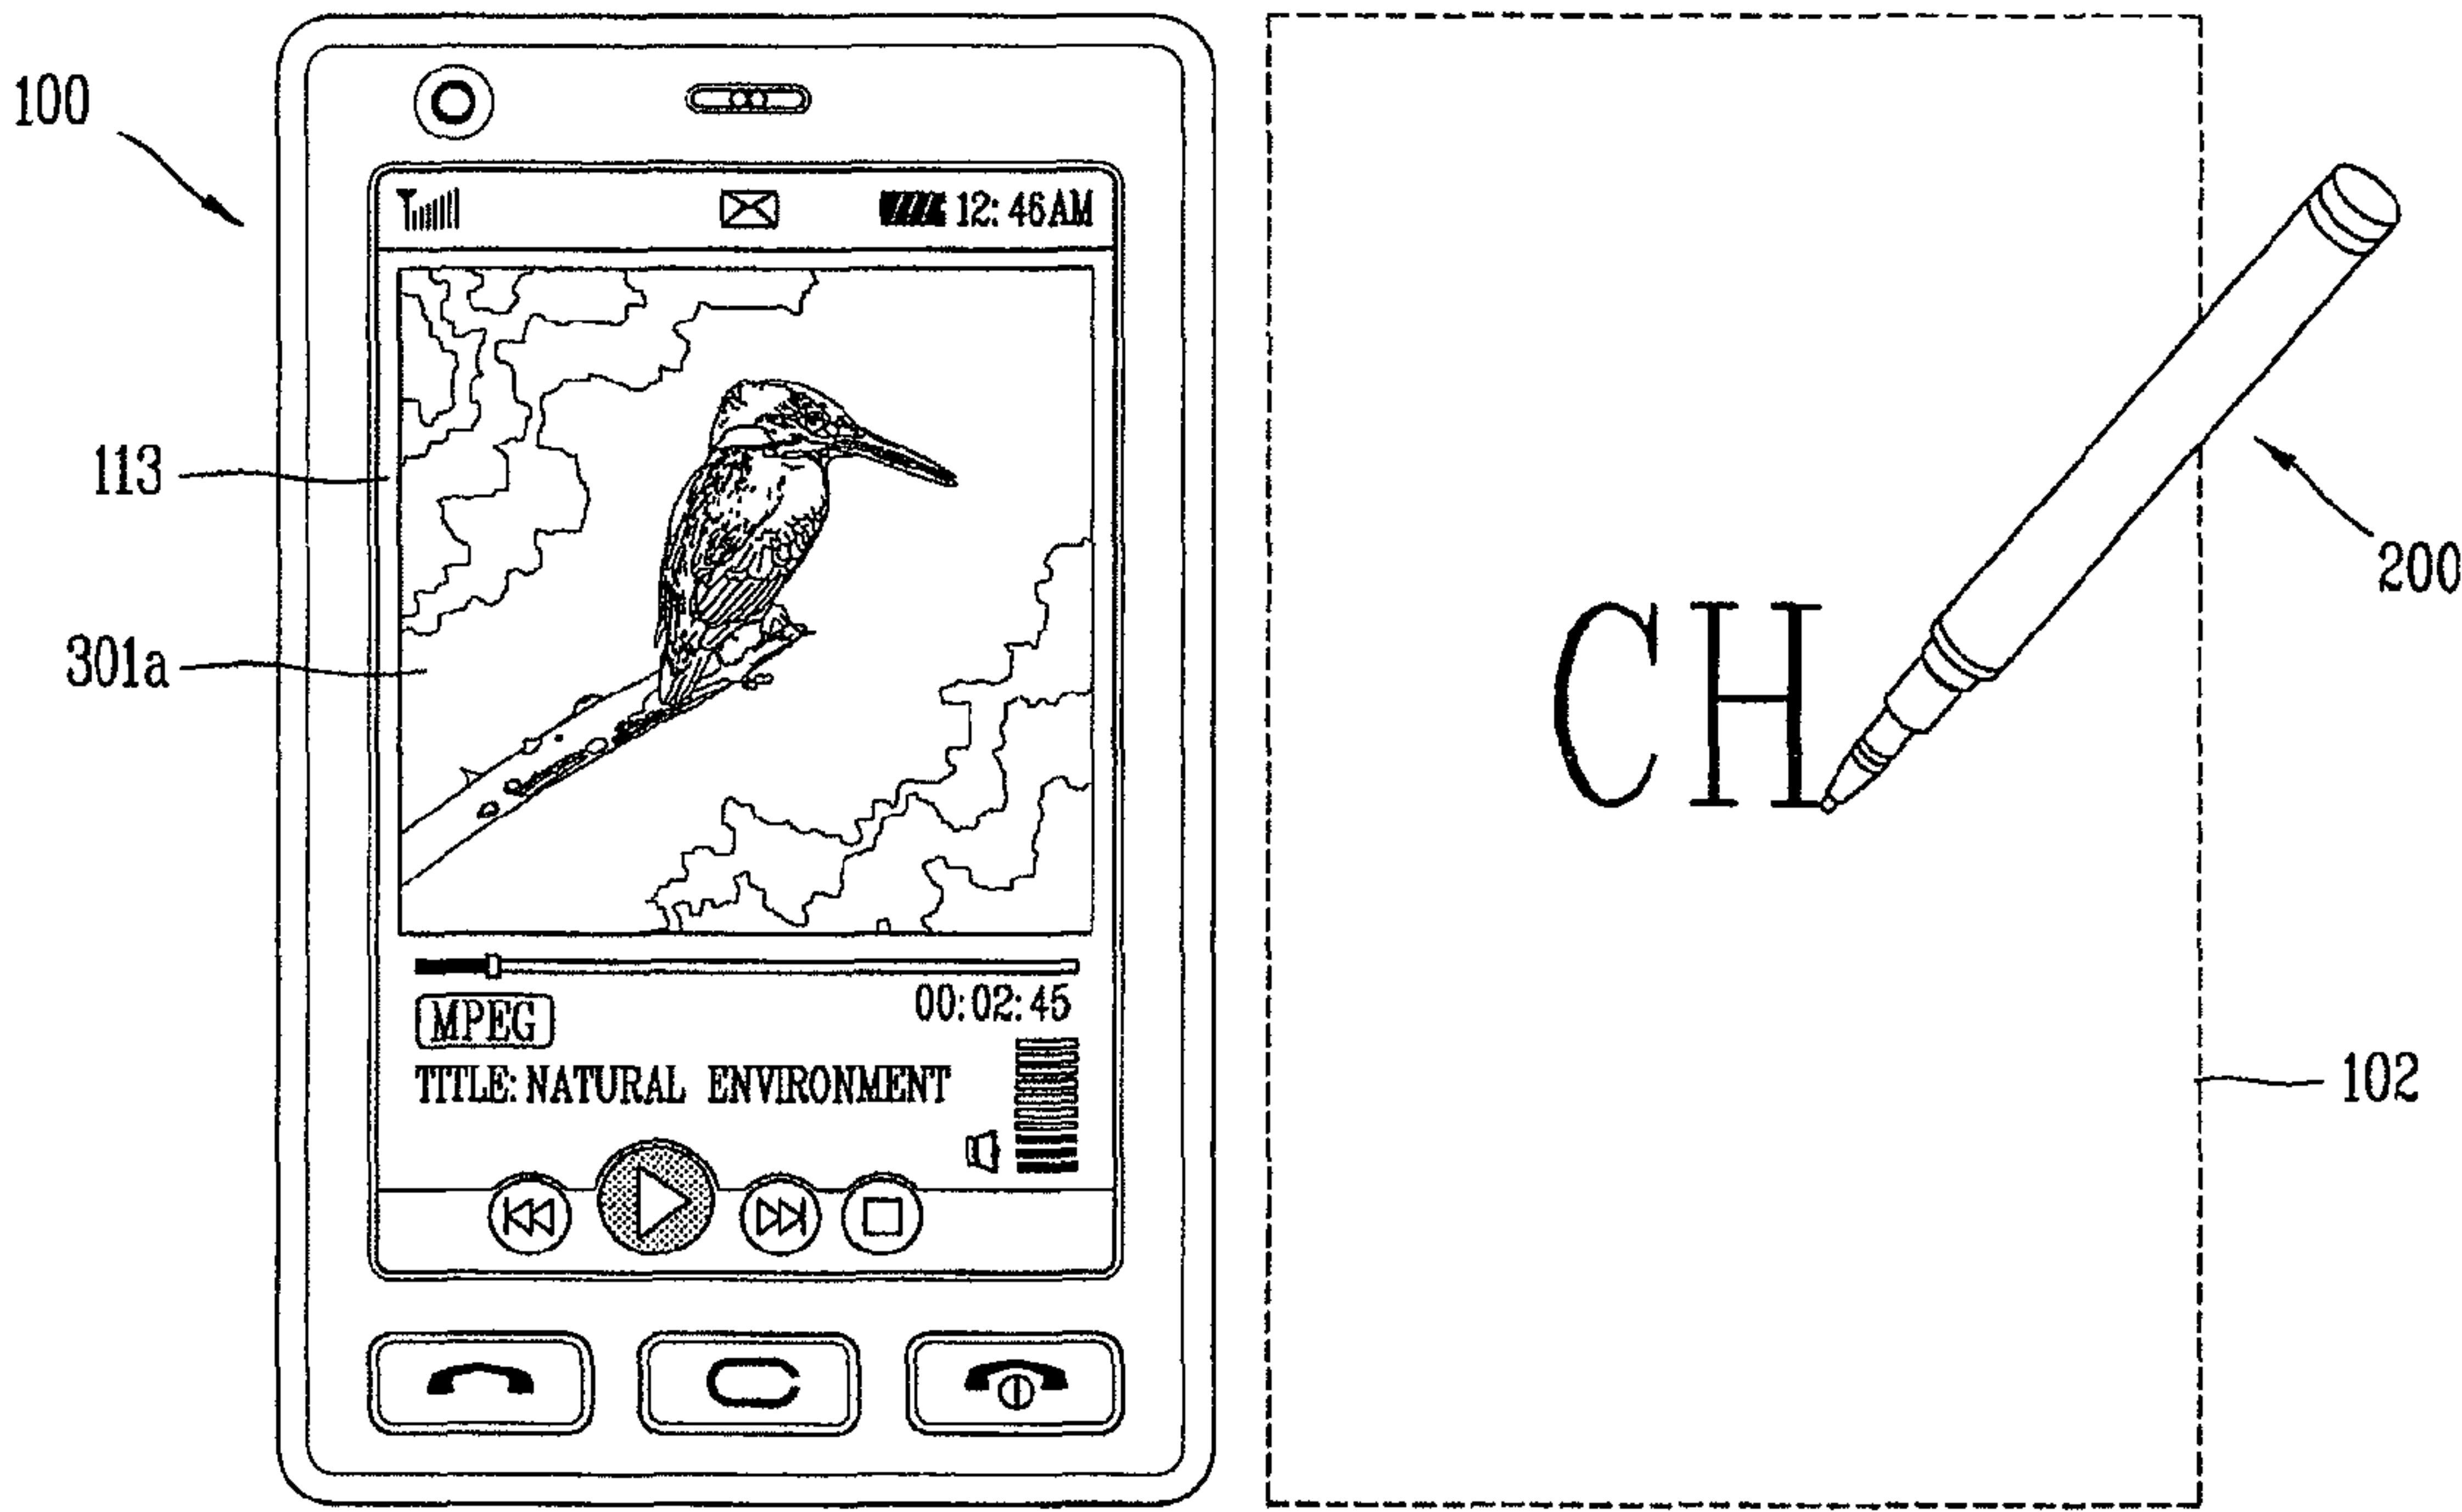 100
12:46AM
113
301a
CH
200
00:02:45
MPEG
TITLE: NATURAL ENVIRONMENT
102